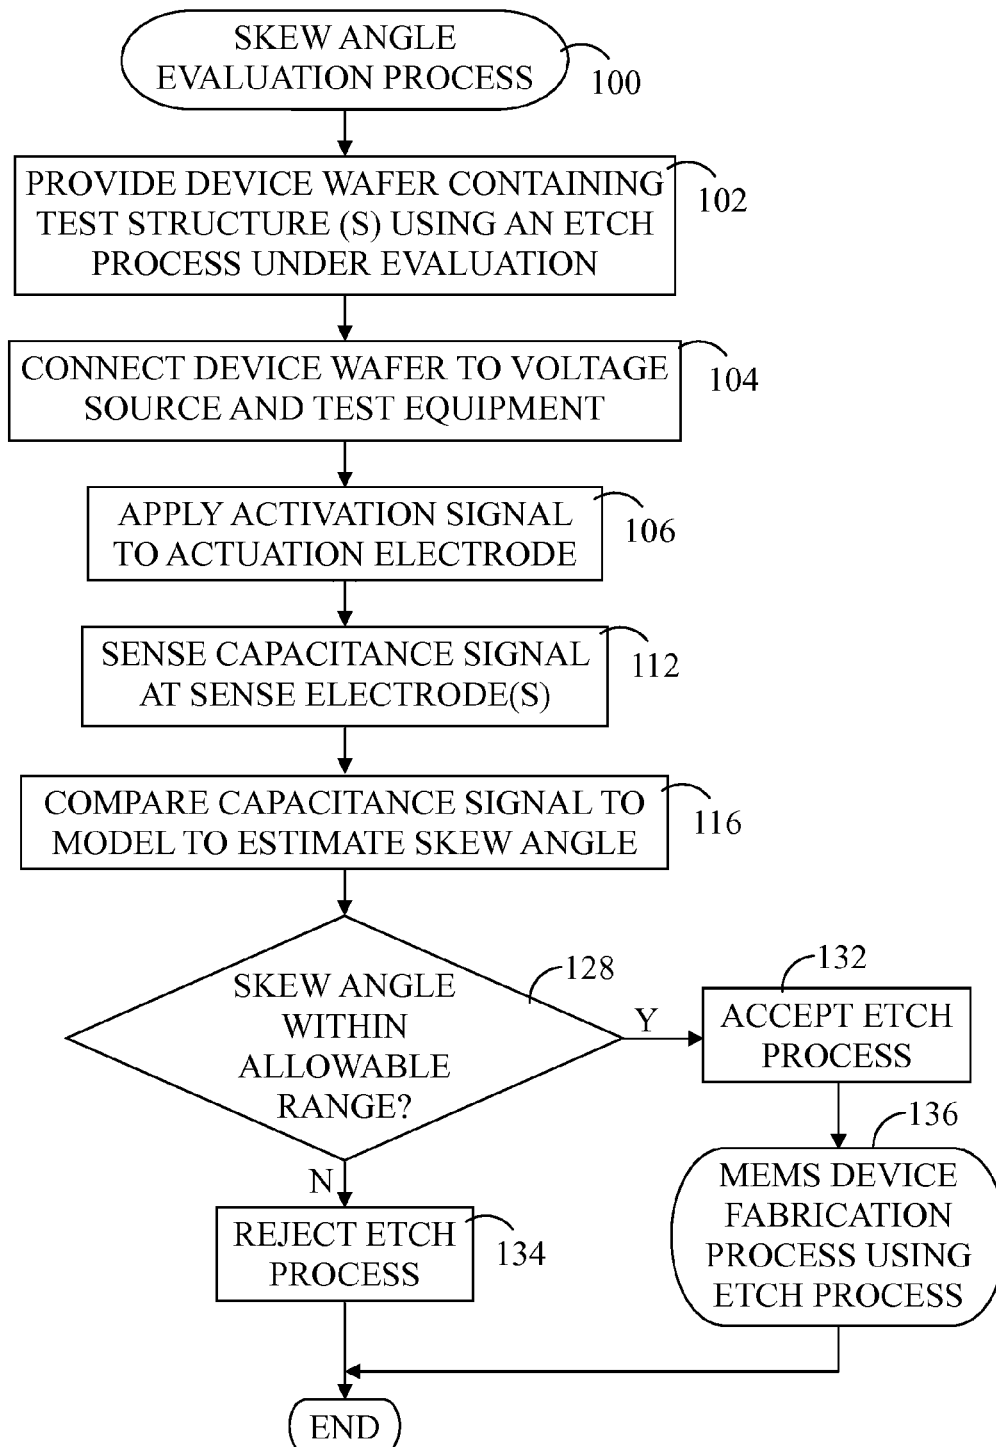 SKEW ANGLE
EVALUATION PROCESS
100
PROVIDE DEVICE WAFER CONTAINING
TEST STRUCTURE (S) USING AN ETCH
PROCESS UNDER EVALUATION
102
CONNECT DEVICE WAFER TO VOLTAGE
SOURCE AND TEST EQUIPMENT
104
APPLY ACTIVATION SIGNAL
TO ACTUATION ELECTRODE
106
SENSE CAPACITANCE SIGNAL
AT SENSE ELECTRODE(S)
112
COMPARE CAPACITANCE SIGNAL TO
MODEL TO ESTIMATE SKEW ANGLE
116
SKEW ANGLE
WITHIN
ALLOWABLE
RANGE?
128
Y
N
132
ACCEPT ETCH
PROCESS
136
MEMS DEVICE
FABRICATION
PROCESS USING
ETCH PROCESS
REJECT ETCH
PROCESS
134
END